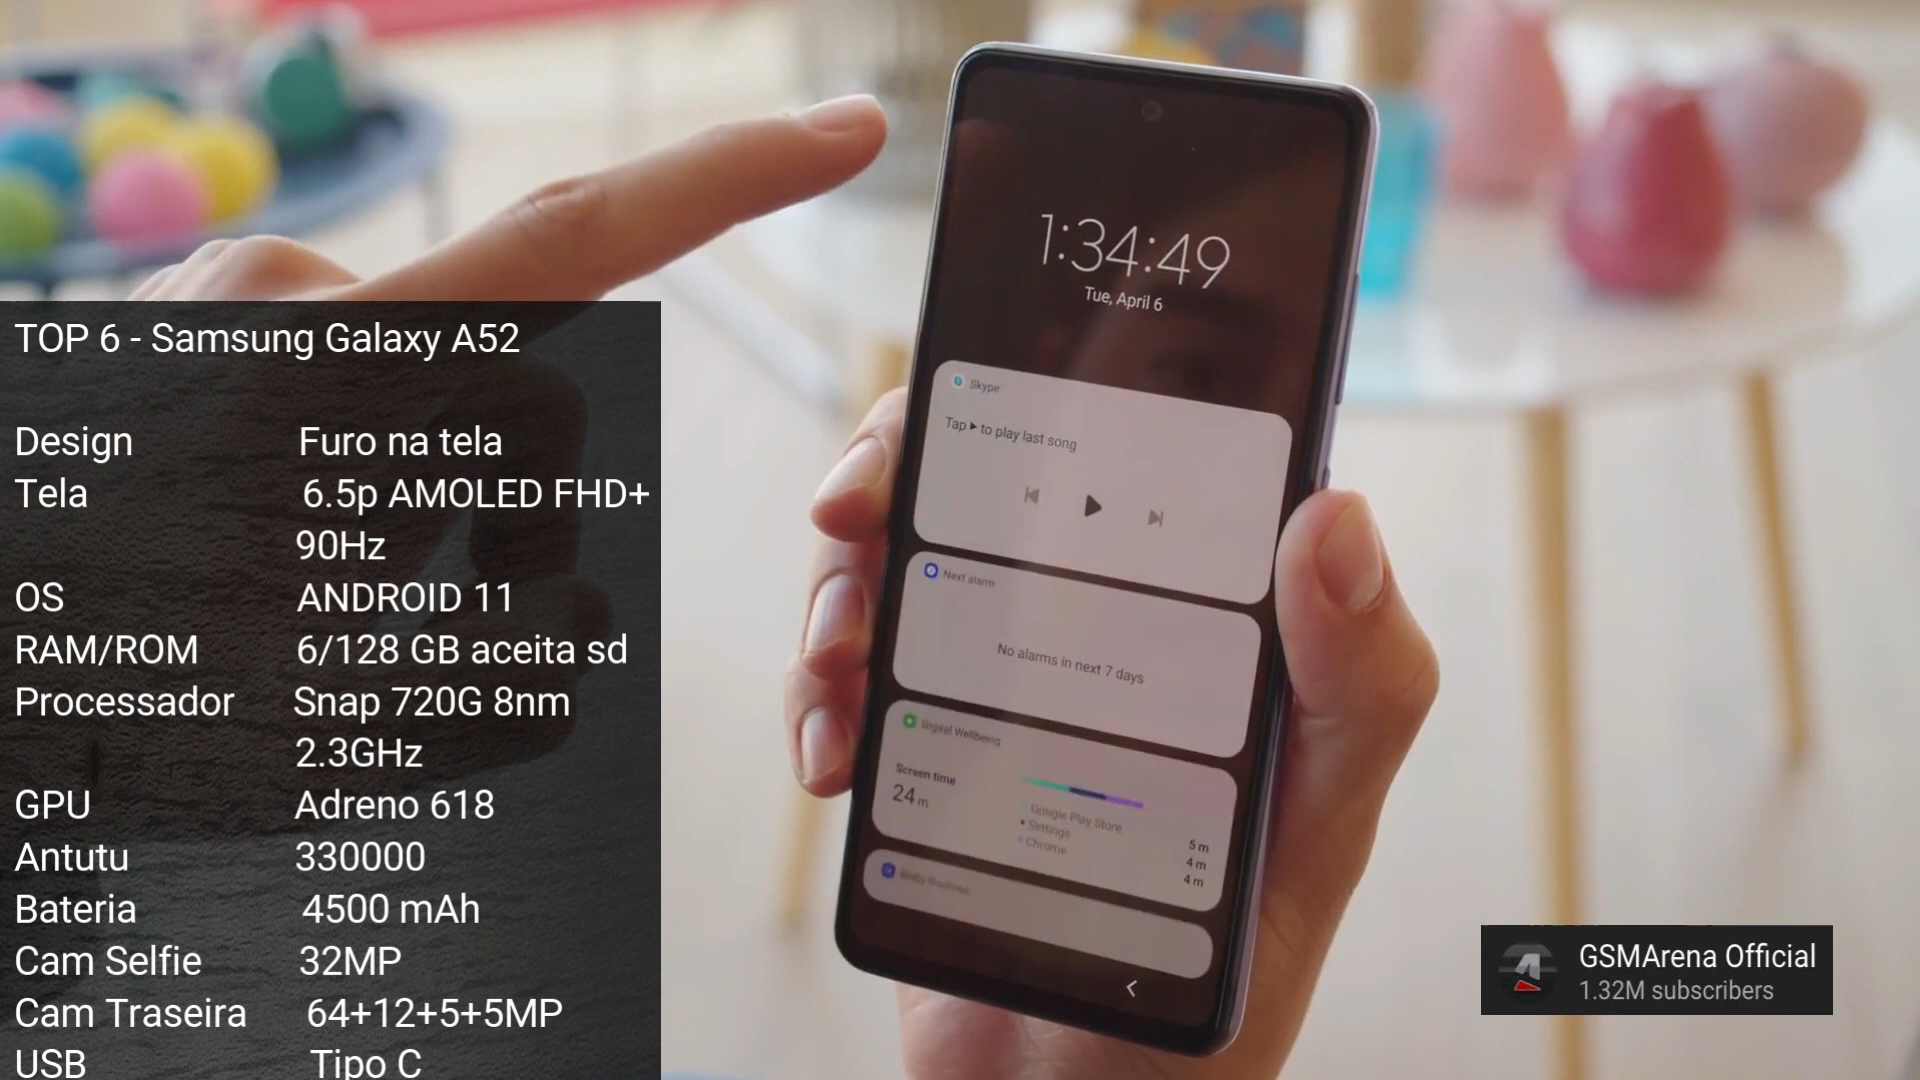 TOP 6 - Samsung Galaxy A52
Design Furo na tela
Tela 6.5p AMOLED FHD+
90Hz
OS ANDROID 11
RAM/ROM 6/128 GB aceita sd
Processador Snap 720G 8nm
2.3GHz
GPU Adreno 618
Antutu 330000
Bateria 4500 mAh
Cam Selfie 32MP
Cam Traseira 64+12+5+5MP
USB Tipo C
1:34:49
Tue, April 6
Skype
Tap ▶ to play last song
Next alarm
No alarms in next 7 days
Digital Wellbeing
Screen time
24 m
Google Play Store 5 m
Settings 4 m
Chrome 4 m
GSMArena Official
1.32M subscribers